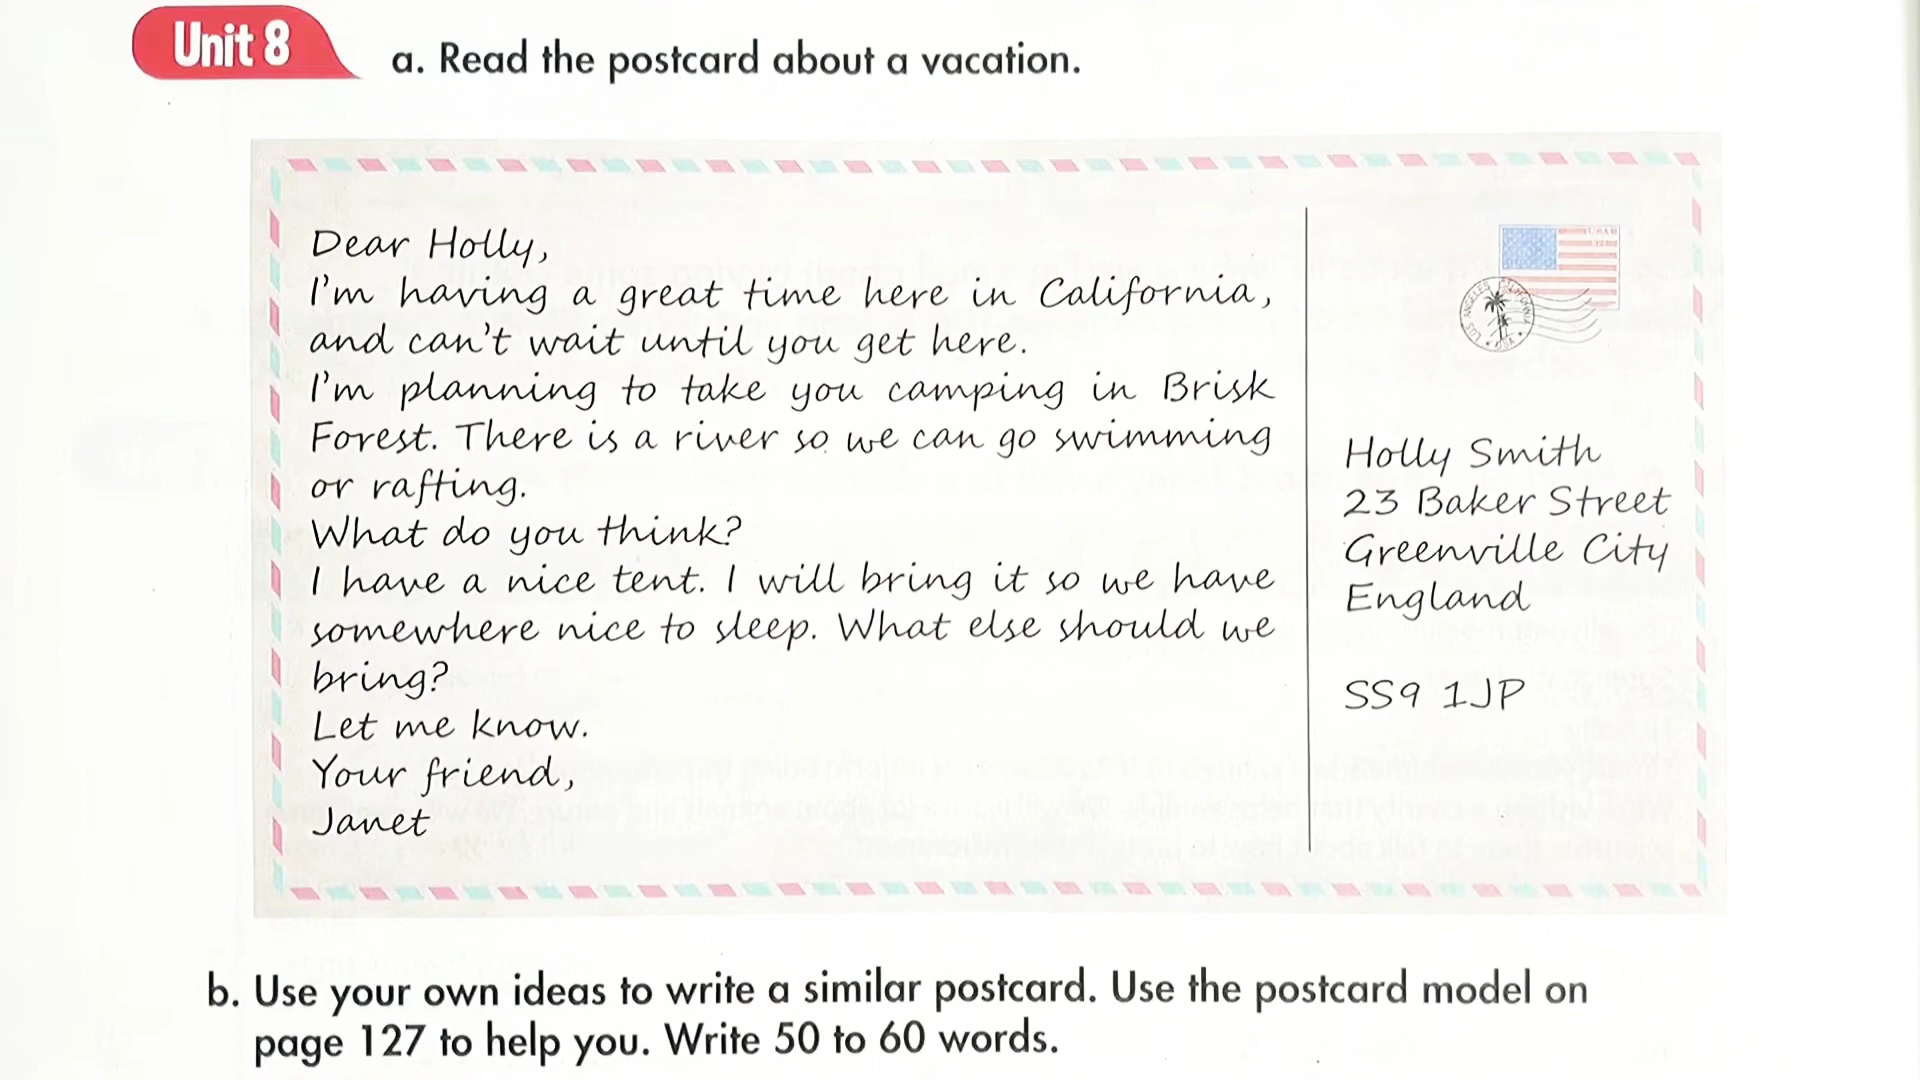 Unit 8
a. Read the postcard about a vacation.
Dear Holly,
I'm having a great time here in California,
and can't wait until you get here.
I'm planning to take you camping in Brisk
Forest. There is a river so we can go swimming
or rafting.
What do you think?
I have a nice tent. I will bring it so we have
somewhere nice to sleep. What else should we
bring?
Let me know.
Your friend,
Janet
LOS ANGELES CALIFORNIA
USA
Holly Smith
23 Baker Street
Greenville City
England
SS9 1JP
b. Use your own ideas to write a similar postcard. Use the postcard model on
page 127 to help you. Write 50 to 60 words.